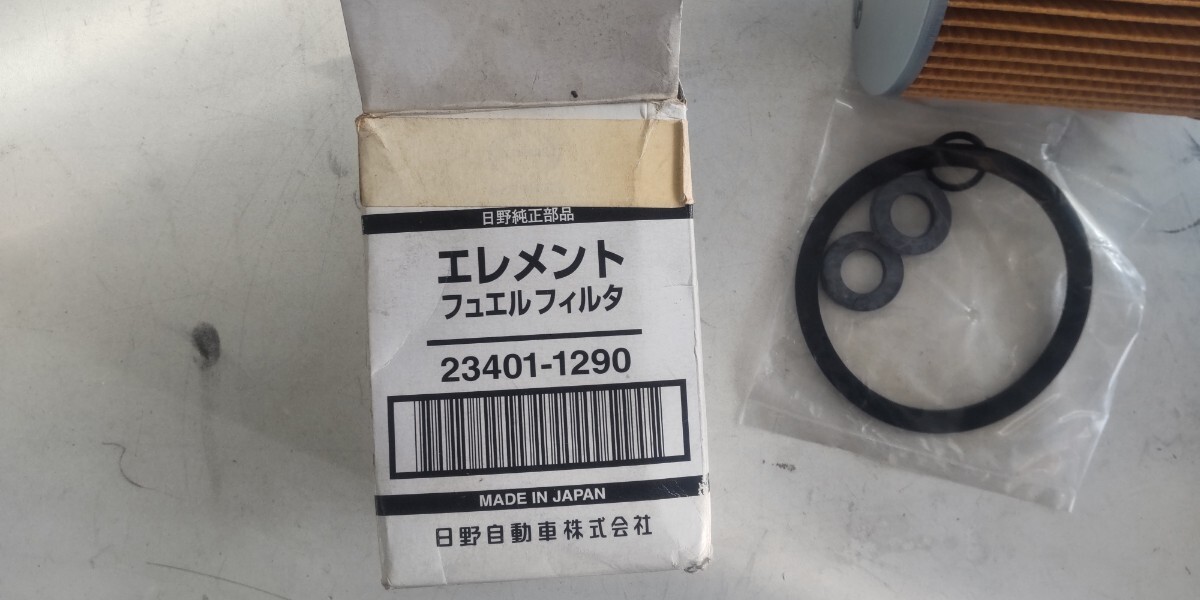 日野純正部品
エレメント
フュエルフィルタ
23401-1290
MADE IN JAPAN
日野自動車株式会社